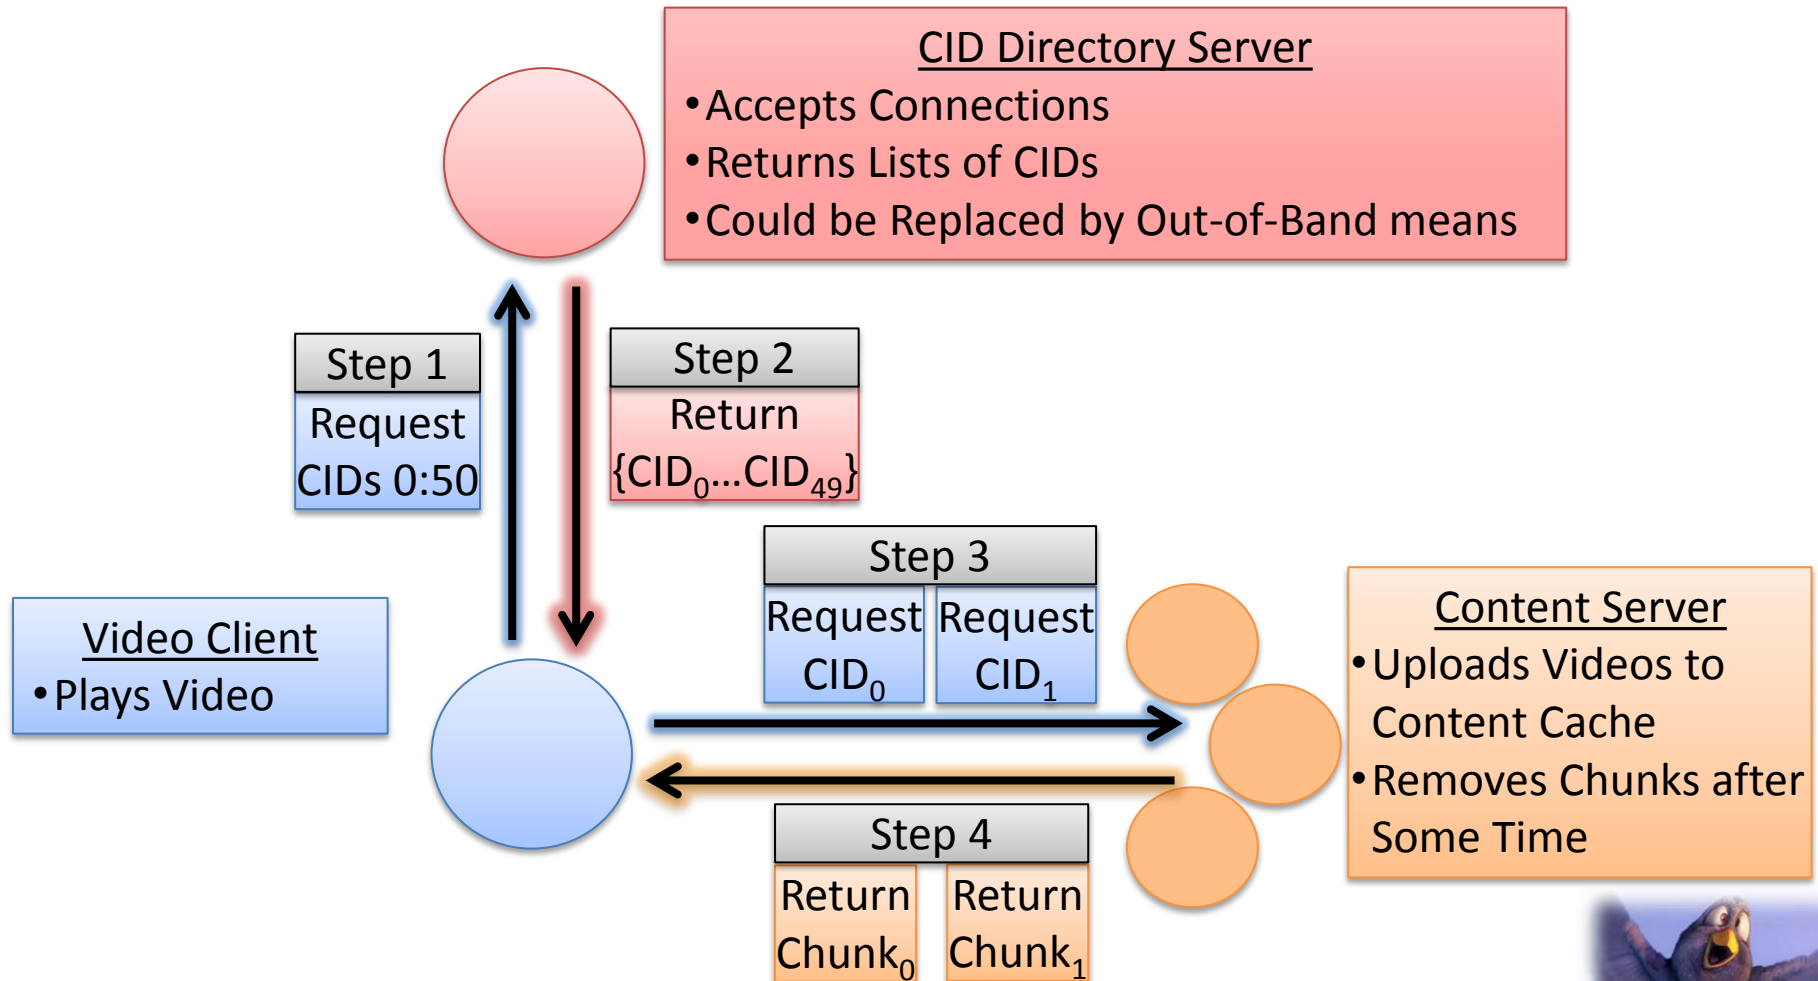 CID Directory Server
•Accepts Connections
•Returns Lists of CIDs
•Could be Replaced by Out-of-Band means
Step 1
Request
CIDs 0:50
Step 2
Return
{CID₀...CID₄₉}
Video Client
•Plays Video
Step 3
Request
CID₀
Request
CID₁
Content Server
•Uploads Videos to
Content Cache
•Removes Chunks after
Some Time
Step 4
Return
Chunk₀
Return
Chunk₁